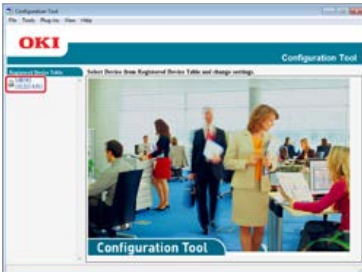 Configuration Tool
File Tools Plug-ins View Help
OKI
Configuration Tool
Registered Device Table
Select Device from Registered Device Table and change settings.
Configuration Tool